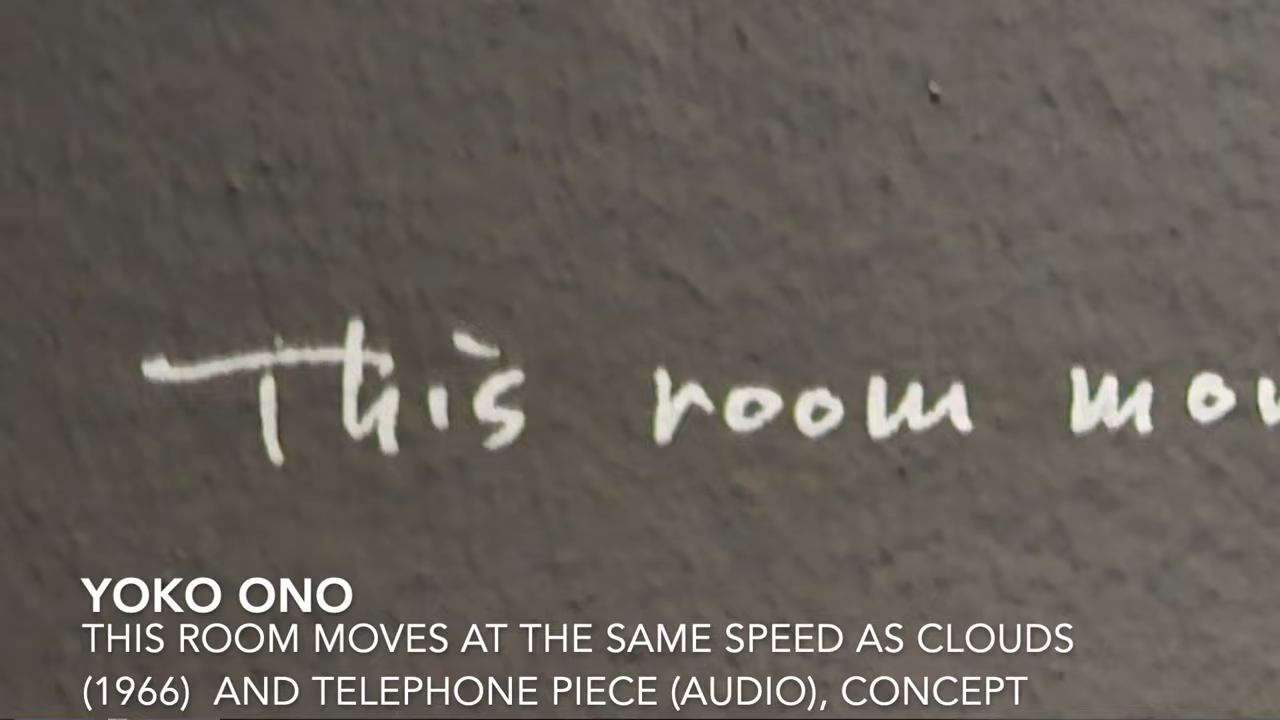 This room mov
YOKO ONO
THIS ROOM MOVES AT THE SAME SPEED AS CLOUDS
(1966) AND TELEPHONE PIECE (AUDIO), CONCEPT